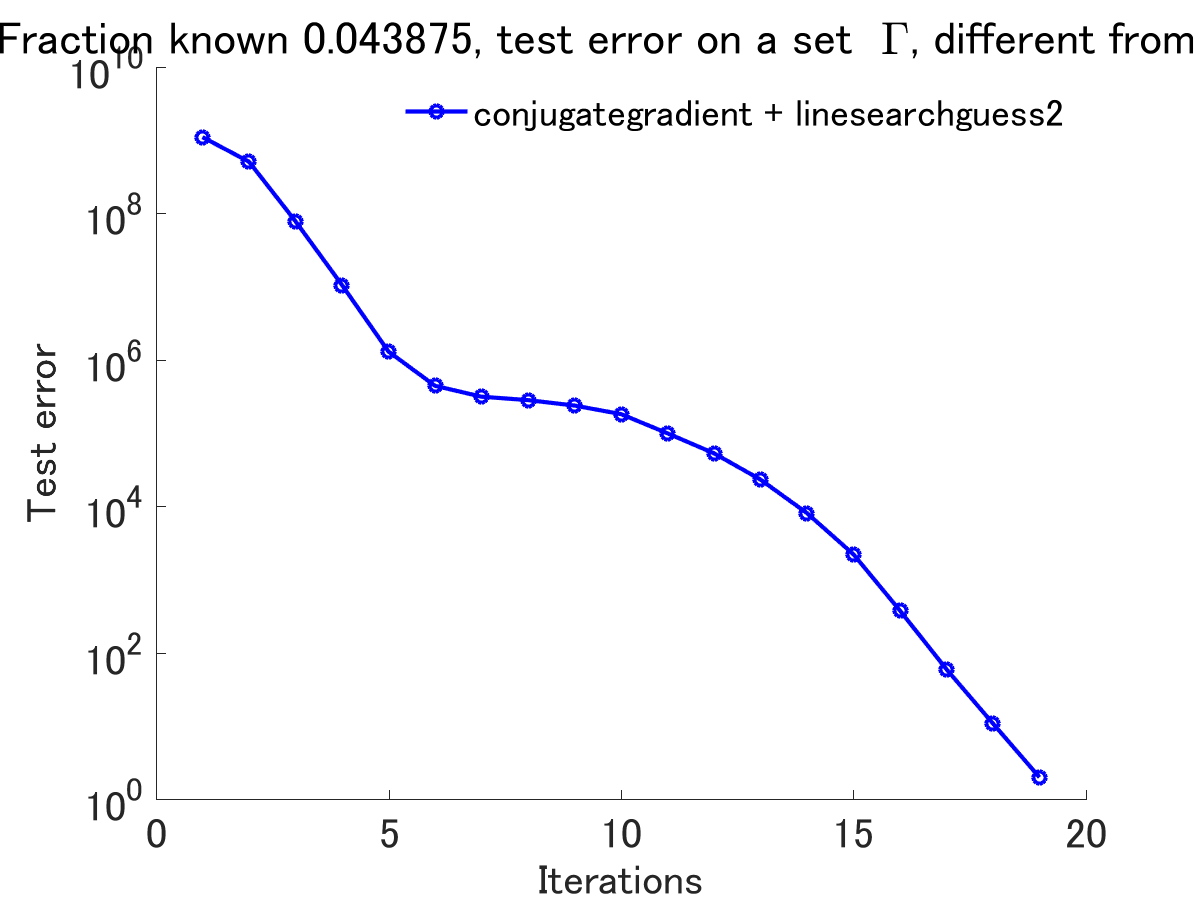 Fraction known 0.043875, test error on a set Γ, different from
10^10
conjugategradient + linesearchguess2
10^8
10^6
Test error
10^4
10^2
10^0
0 5 10 15 20
Iterations